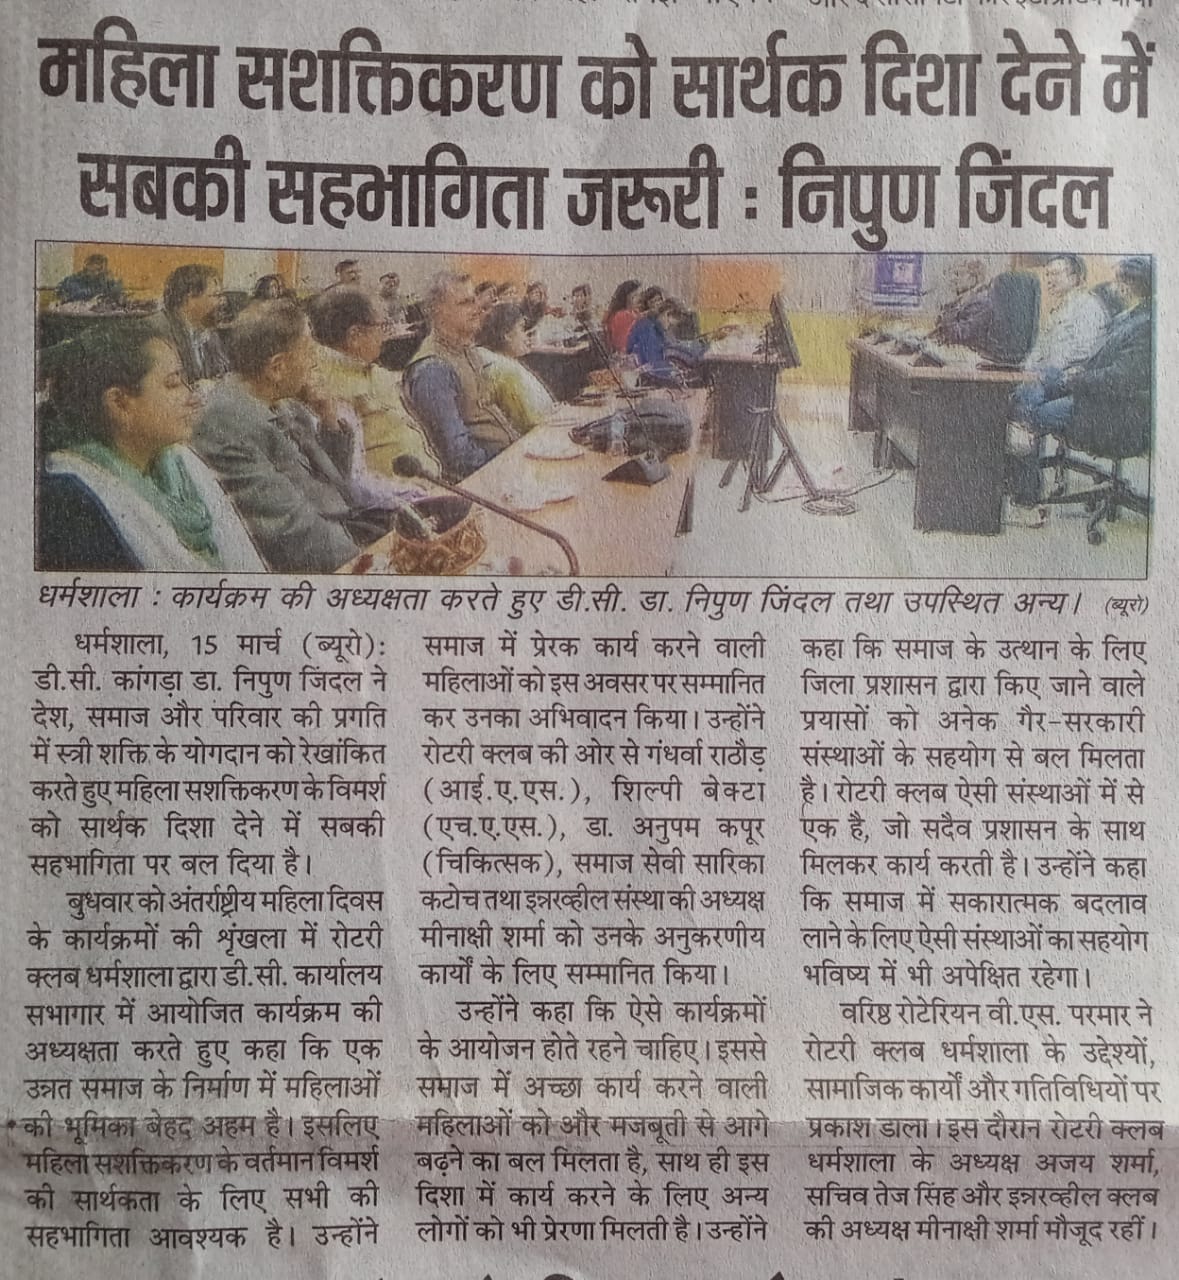 महिला सशक्तिकरण को सार्थक दिशा देने में
सबकी सहभागिता जरूरी : निपुण जिंदल
धर्मशाला : कार्यक्रम की अध्यक्षता करते हुए डी.सी. डा. निपुण जिंदल तथा उपस्थित अन्य। (ब्यूरो)
धर्मशाला, 15 मार्च (ब्यूरो):
डी.सी. कांगड़ा डा. निपुण जिंदल ने
देश, समाज और परिवार की प्रगति
में स्त्री शक्ति के योगदान को रेखांकित
करते हुए महिला सशक्तिकरण के विमर्श
को सार्थक दिशा देने में सबकी
सहभागिता पर बल दिया है।
बुधवार को अंतर्राष्ट्रीय महिला दिवस
के कार्यक्रमों की शृंखला में रोटरी
क्लब धर्मशाला द्वारा डी.सी. कार्यालय
सभागार में आयोजित कार्यक्रम की
अध्यक्षता करते हुए कहा कि एक
उन्नत समाज के निर्माण में महिलाओं
की भूमिका बेहद अहम है। इसलिए
महिला सशक्तिकरण के वर्तमान विमर्श
की सार्थकता के लिए सभी की
सहभागिता आवश्यक है। उन्होंने
समाज में प्रेरक कार्य करने वाली
महिलाओं को इस अवसर पर सम्मानित
कर उनका अभिवादन किया। उन्होंने
रोटरी क्लब की ओर से गंधर्वा राठौड़
(आई.ए.एस.), शिल्पी बेक्टा
(एच.ए.एस.), डा. अनुपम कपूर
(चिकित्सक), समाज सेवी सारिका
कटोच तथा इन्नरव्हील संस्था की अध्यक्ष
मीनाक्षी शर्मा को उनके अनुकरणीय
कार्यों के लिए सम्मानित किया।
उन्होंने कहा कि ऐसे कार्यक्रमों
के आयोजन होते रहने चाहिए। इससे
समाज में अच्छा कार्य करने वाली
महिलाओं को और मजबूती से आगे
बढ़ने का बल मिलता है, साथ ही इस
दिशा में कार्य करने के लिए अन्य
लोगों को भी प्रेरणा मिलती है। उन्होंने
कहा कि समाज के उत्थान के लिए
जिला प्रशासन द्वारा किए जाने वाले
प्रयासों को अनेक गैर-सरकारी
संस्थाओं के सहयोग से बल मिलता
है। रोटरी क्लब ऐसी संस्थाओं में से
एक है, जो सदैव प्रशासन के साथ
मिलकर कार्य करती है। उन्होंने कहा
कि समाज में सकारात्मक बदलाव
लाने के लिए ऐसी संस्थाओं का सहयोग
भविष्य में भी अपेक्षित रहेगा।
वरिष्ठ रोटेरियन वी.एस. परमार ने
रोटरी क्लब धर्मशाला के उद्देश्यों,
सामाजिक कार्यों और गतिविधियों पर
प्रकाश डाला। इस दौरान रोटरी क्लब
धर्मशाला के अध्यक्ष अजय शर्मा,
सचिव तेज सिंह और इन्नरव्हील क्लब
की अध्यक्ष मीनाक्षी शर्मा मौजूद रहीं।